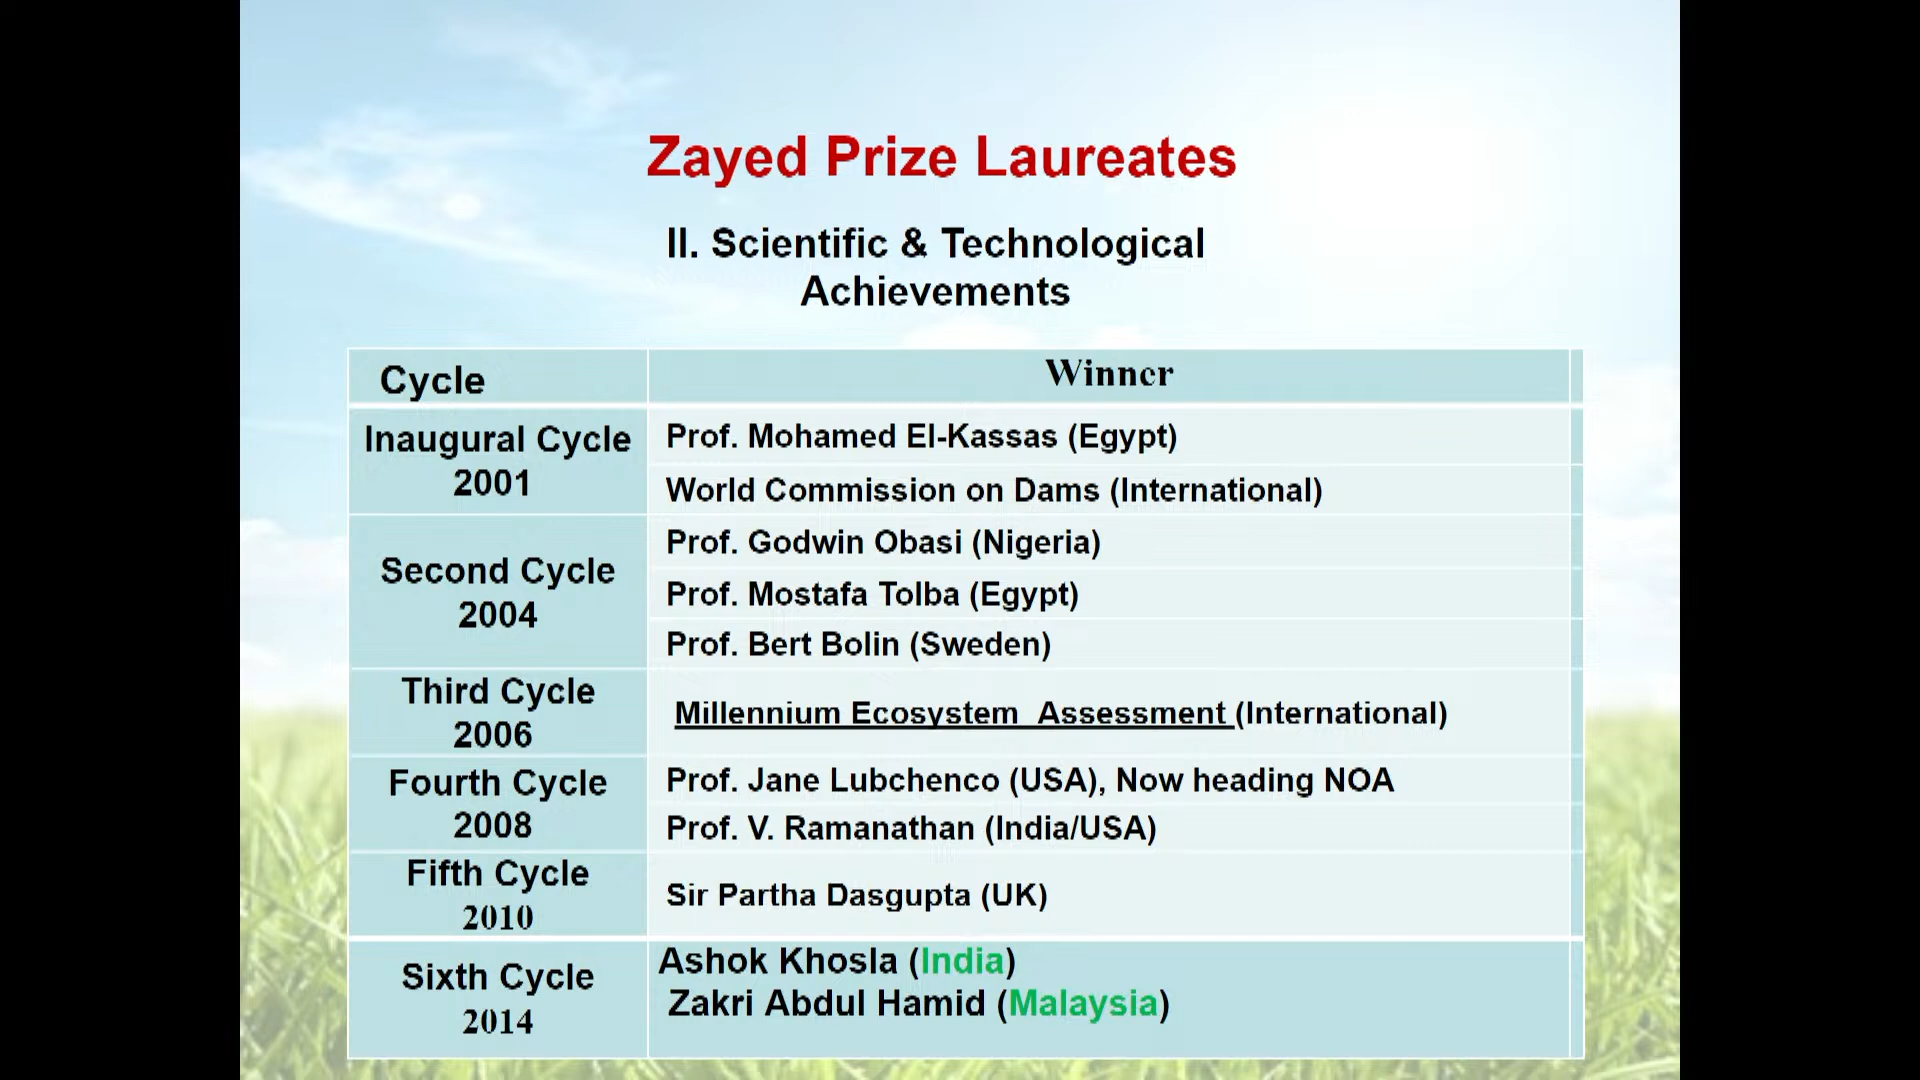 Zayed Prize Laureates
II. Scientific & Technological
Achievements
Cycle
Winner
Inaugural Cycle
2001
Prof. Mohamed El-Kassas (Egypt)
World Commission on Dams (International)
Second Cycle
2004
Prof. Godwin Obasi (Nigeria)
Prof. Mostafa Tolba (Egypt)
Prof. Bert Bolin (Sweden)
Third Cycle
2006
Millennium Ecosystem Assessment (International)
Fourth Cycle
2008
Prof. Jane Lubchenco (USA), Now heading NOA
Prof. V. Ramanathan (India/USA)
Fifth Cycle
2010
Sir Partha Dasgupta (UK)
Sixth Cycle
2014
Ashok Khosla (India)
Zakri Abdul Hamid (Malaysia)